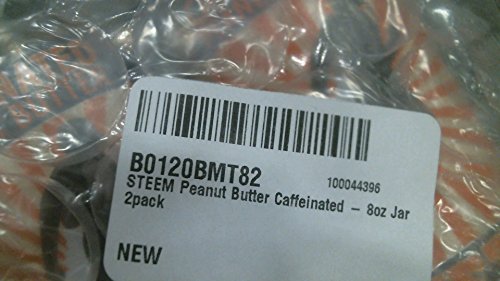 B0120BMT82 100044396
STEEM Peanut Butter Caffeinated – 8oz Jar
2pack
NEW